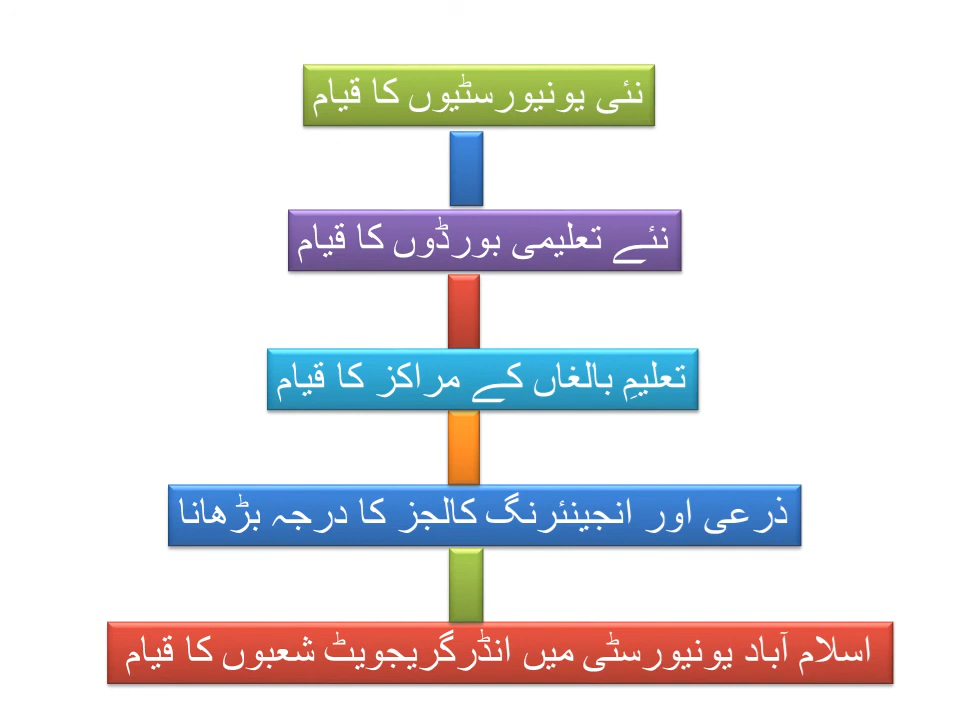 نئی یونیورسٹیوں کا قیام
نئے تعلیمی بورڈوں کا قیام
تعلیمِ بالغاں کے مراکز کا قیام
ذرعی اور انجینئرنگ کالجز کا درجہ بڑھانا
اسلام آباد یونیورسٹی میں انڈرگریجویٹ شعبوں کا قیام